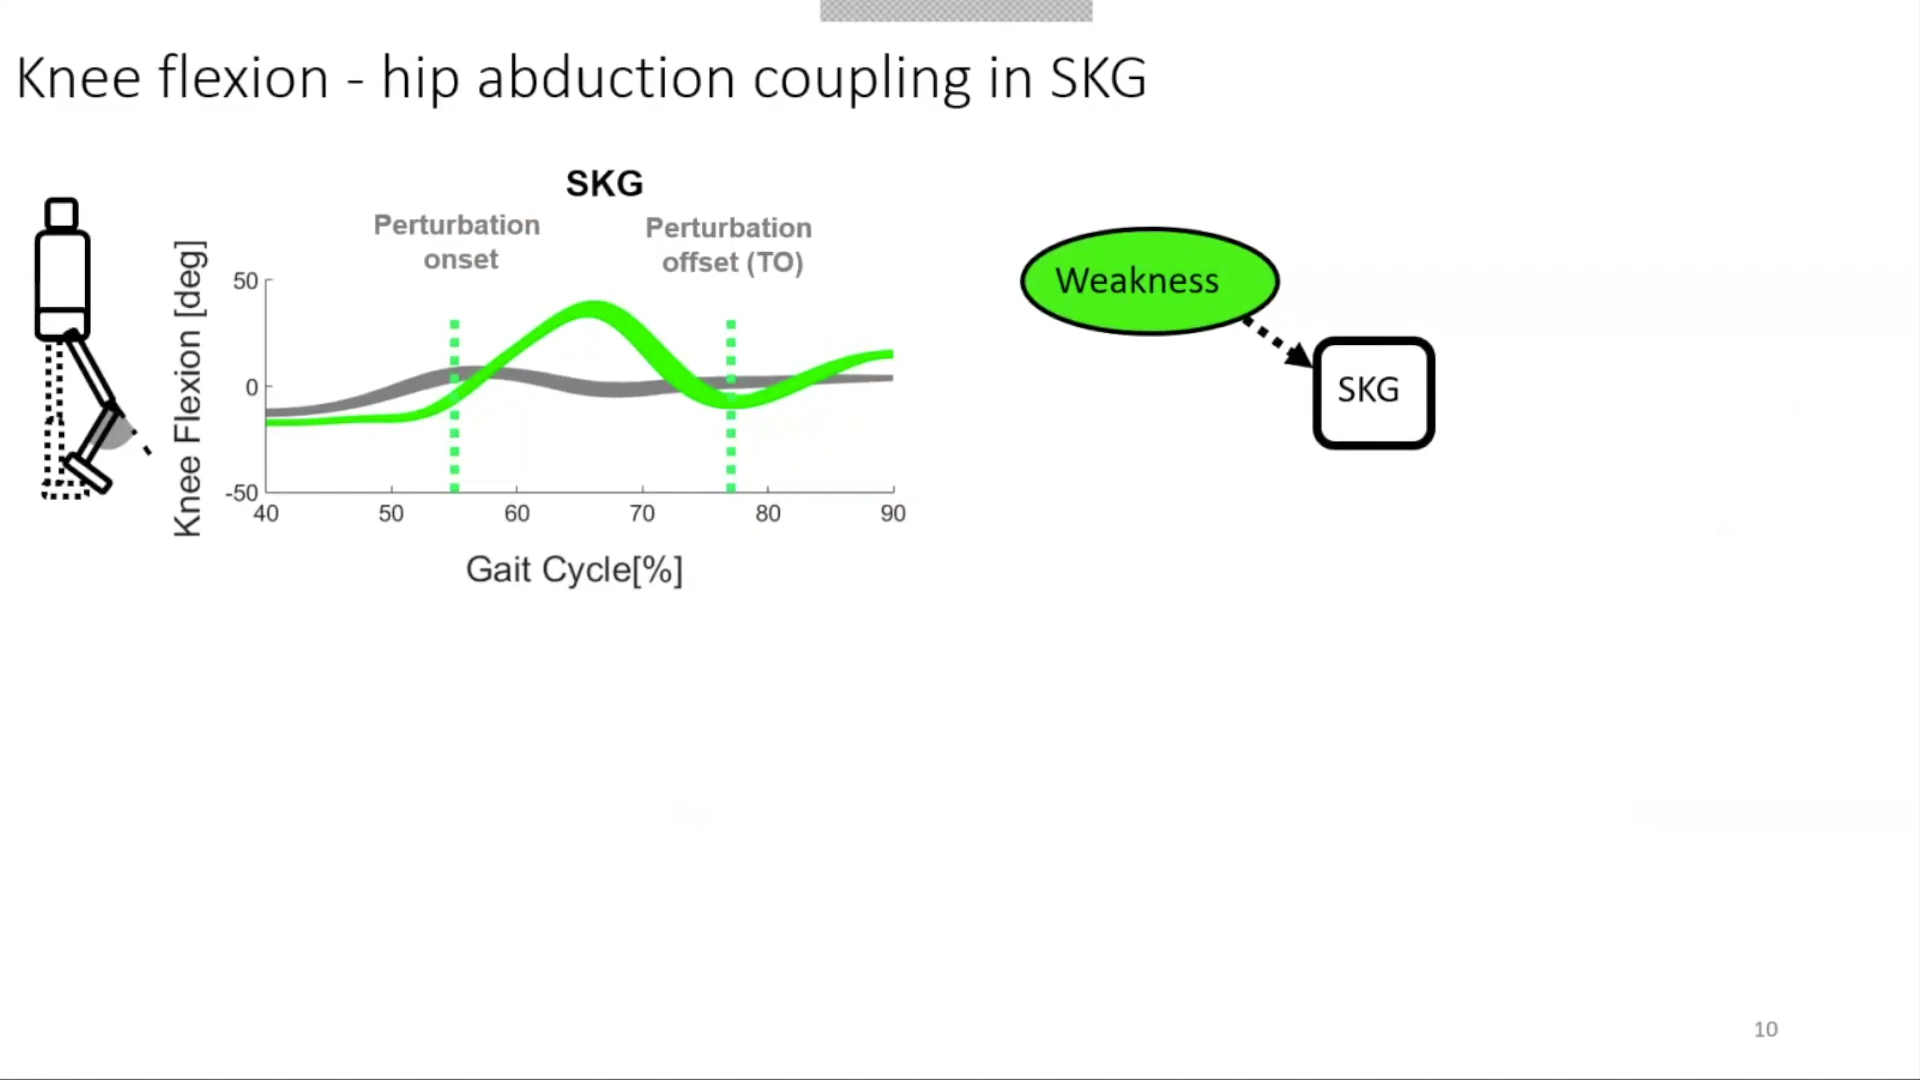 Knee flexion - hip abduction coupling in SKG
SKG
Perturbation
onset
Perturbation
offset (TO)
Knee Flexion [deg]
50
0
-50
40
50
60
70
80
90
Gait Cycle[%]
Weakness
SKG
10